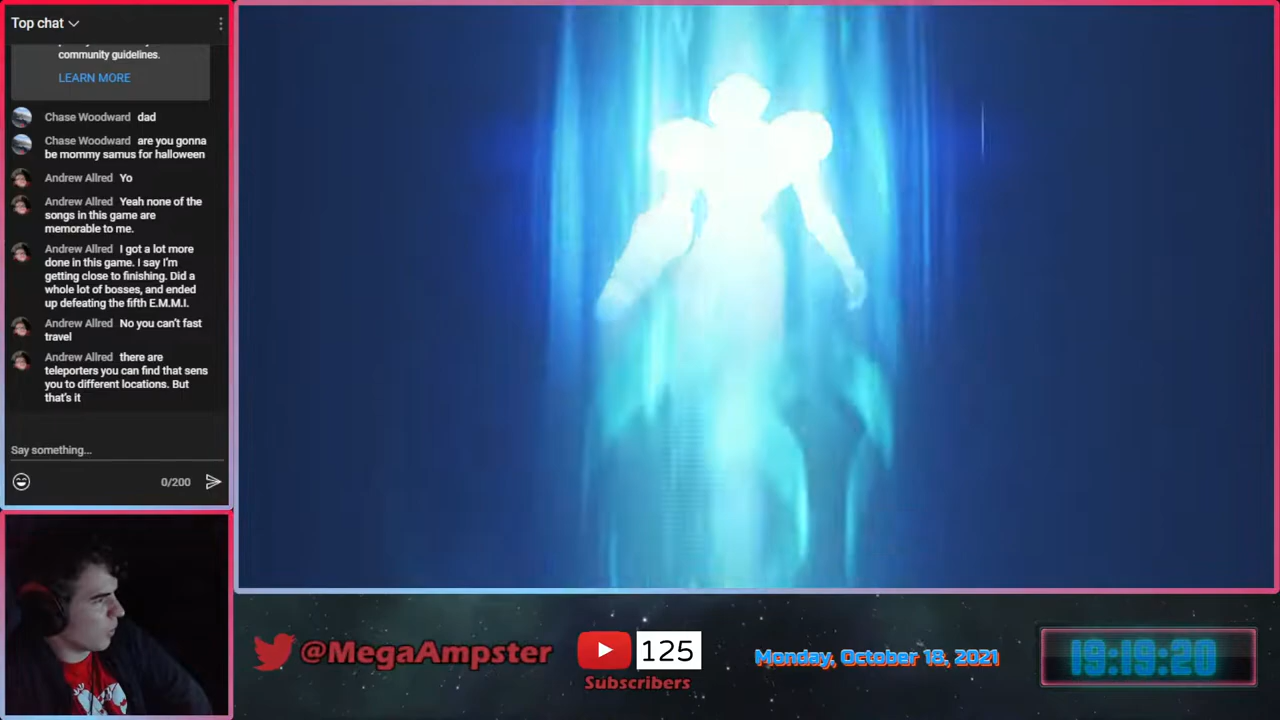 Top chat
community guidelines.
LEARN MORE
Chase Woodward dad
Chase Woodward are you gonna
be mommy samus for halloween
Andrew Allred Yo
Andrew Allred Yeah none of the
songs in this game are
memorable to me.
Andrew Allred I got a lot more
done in this game. I say I'm
getting close to finishing. Did a
whole lot of bosses, and ended
up defeating the fifth E.M.M.I.
Andrew Allred No you can't fast
travel
Andrew Allred there are
teleporters you can find that sens
you to different locations. But
that's it
Say something...
0/200
@MegaAmpster
125
Subscribers
Monday, October 18, 2021
19:19:20